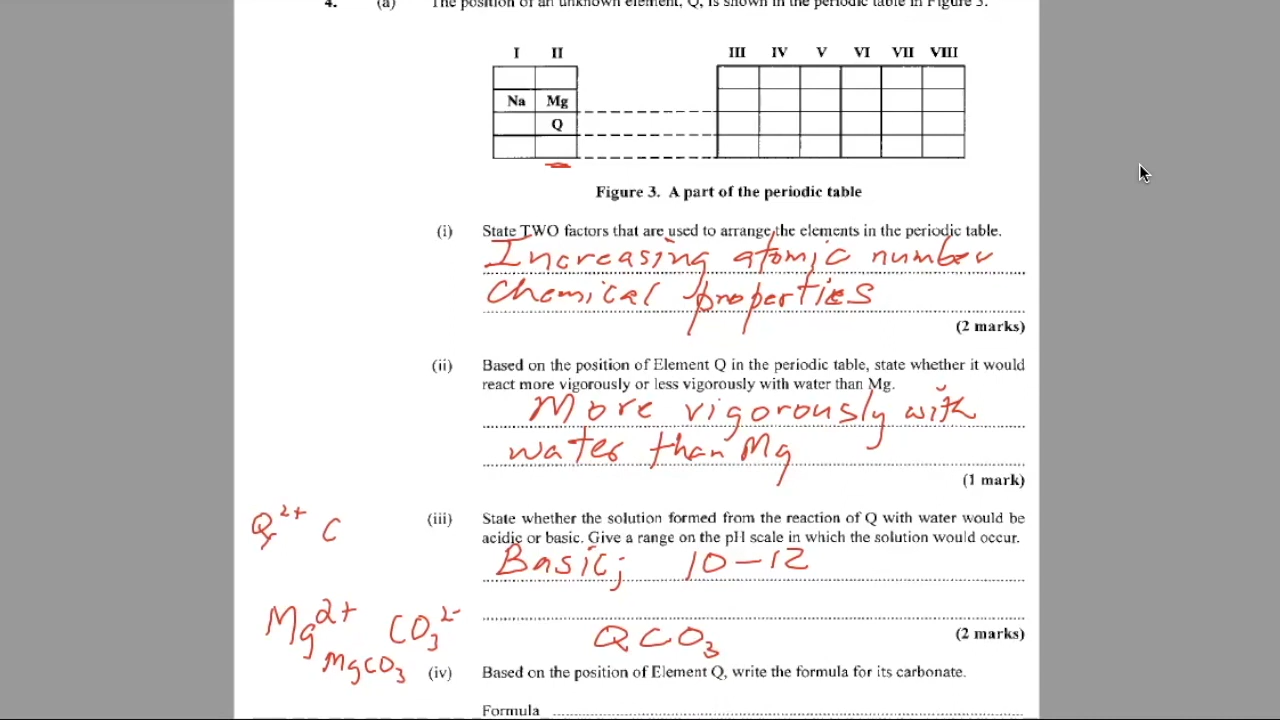 4. (a) The position of an unknown element, Q, is shown in the periodic table in Figure 3.
I II III IV V VI VII VIII
Na Mg
Q
Figure 3. A part of the periodic table
(i) State TWO factors that are used to arrange the elements in the periodic table.
Increasing atomic number
Chemical properties
(2 marks)
(ii) Based on the position of Element Q in the periodic table, state whether it would
react more vigorously or less vigorously with water than Mg.
More vigorously with
water than Mg
(1 mark)
Q²⁺ C
(iii) State whether the solution formed from the reaction of Q with water would be
acidic or basic. Give a range on the pH scale in which the solution would occur.
Basic; 10-12
Mg²⁺ CO₃²⁻
QCO₃
(2 marks)
MgCO₃
(iv) Based on the position of Element Q, write the formula for its carbonate.
Formula